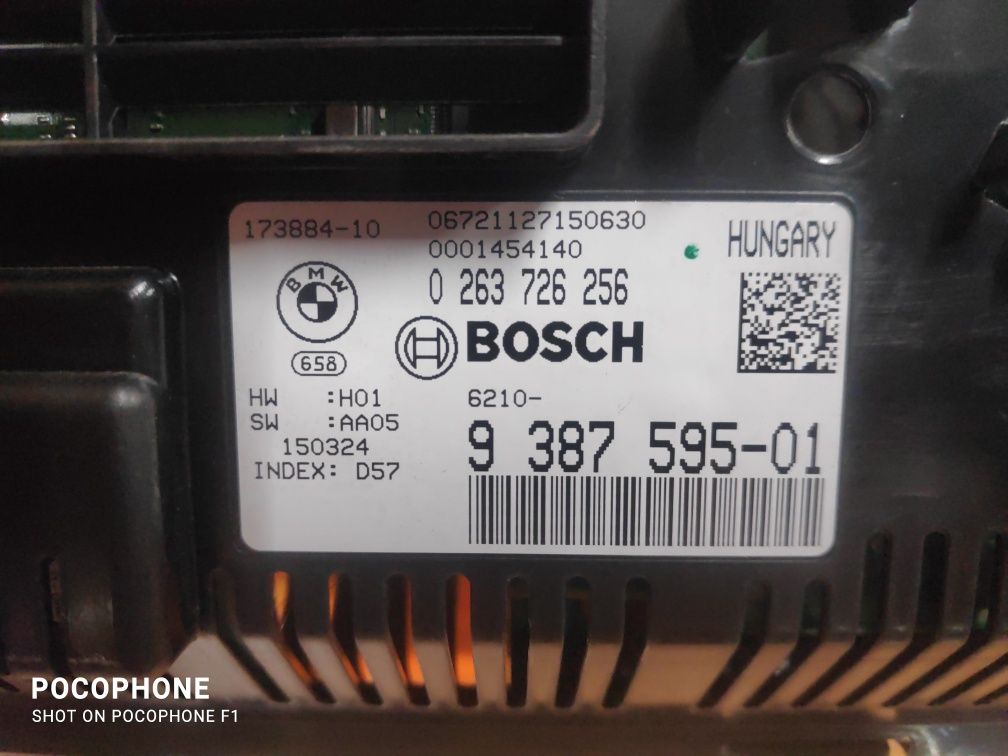 173884-10
06721127150630
0001454140
HUNGARY
0 263 726 256
BMW
658
BOSCH
HW :H01
SW :AA05
150324
INDEX: D57
6210-
9 387 595-01
POCOPHONE
SHOT ON POCOPHONE F1